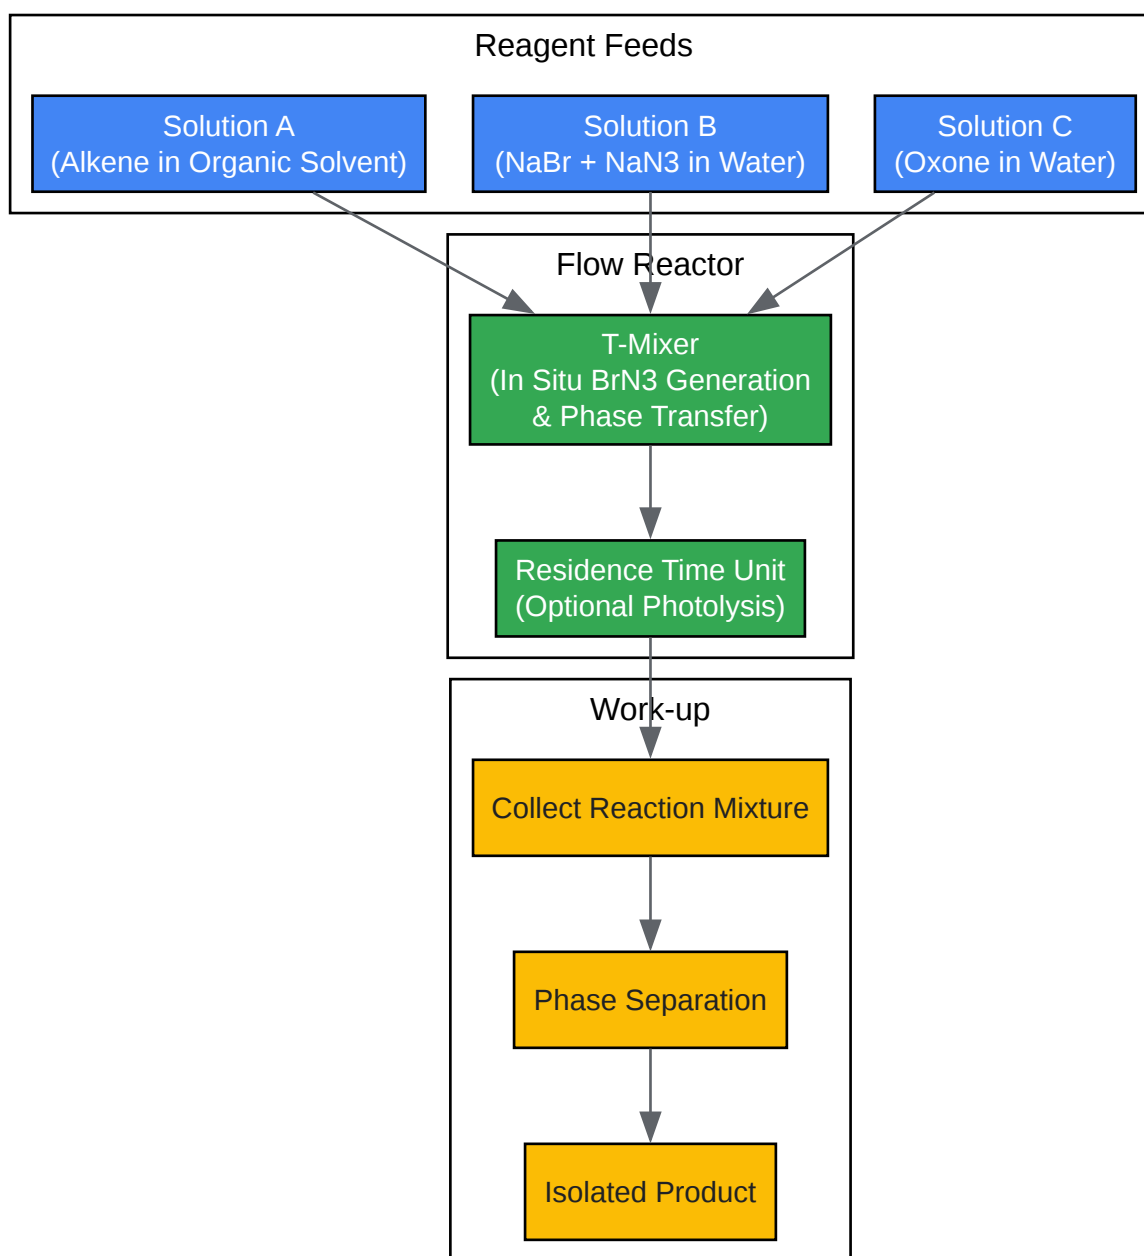 Reagent Feeds
Solution A
(Alkene in Organic Solvent)
Solution B
(NaBr + NaN3 in Water)
Solution C
(Oxone in Water)
Flow Reactor
T-Mixer
(In Situ BrN3 Generation
& Phase Transfer)
Residence Time Unit
(Optional Photolysis)
Work-up
Collect Reaction Mixture
Phase Separation
Isolated Product